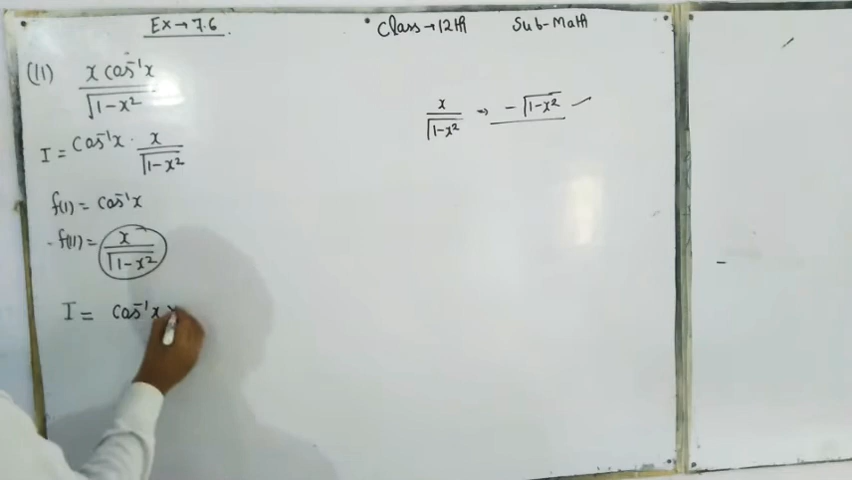 Ex→7.6
Class→12th Sub-Math
(11) x cos⁻¹x / √1-x²
x / √1-x² → -√1-x²
I = cos⁻¹x · x / √1-x²
f(I) = cos⁻¹x
f(II) = x / √1-x²
I = cos⁻¹x